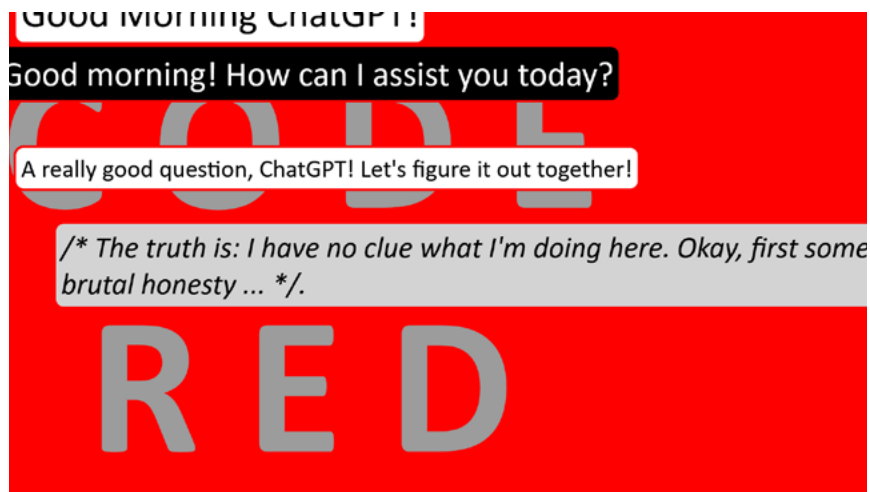 Good Morning ChatGPT!
Good morning! How can I assist you today?
CODE
A really good question, ChatGPT! Let's figure it out together!
/* The truth is: I have no clue what I'm doing here. Okay, first some
brutal honesty ... */.
RED